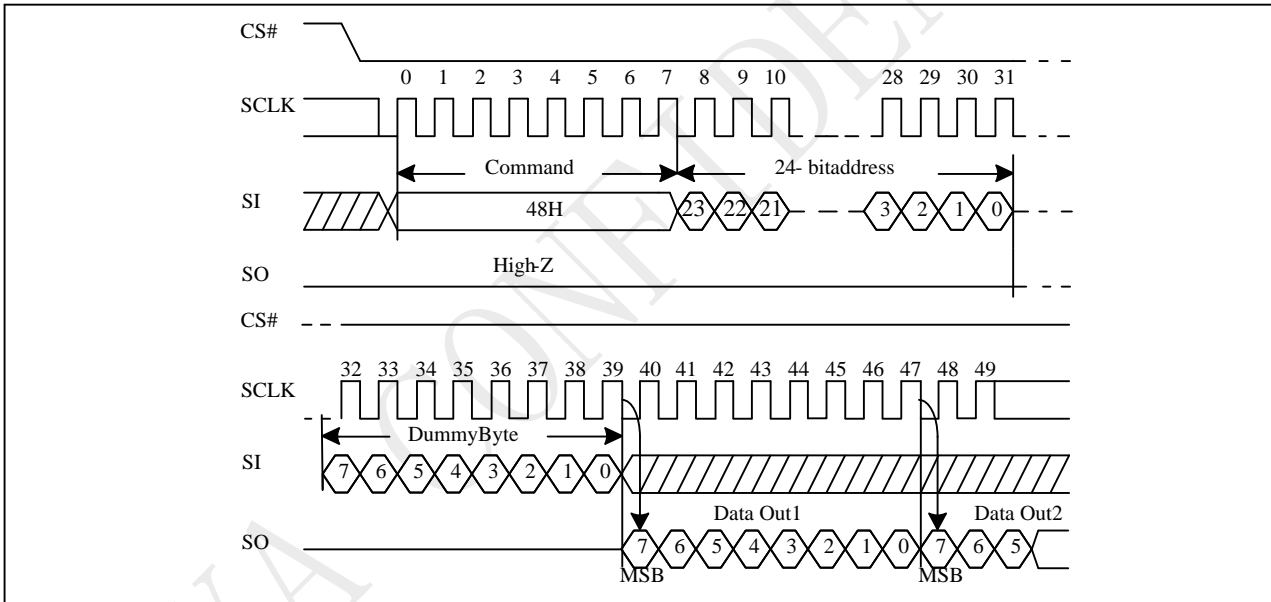 CS#
0 1 2 3 4 5 6 7 8 9 10 28 29 30 31
SCLK
Command 24- bitaddress
SI 48H 23 22 21 3 2 1 0
High-Z
SO
CS#
32 33 34 35 36 37 38 39 40 41 42 43 44 45 46 47 48 49
SCLK
DummyByte
SI 7 6 5 4 3 2 1 0
Data Out1 Data Out2
SO 7 6 5 4 3 2 1 0 7 6 5
MSB MSB